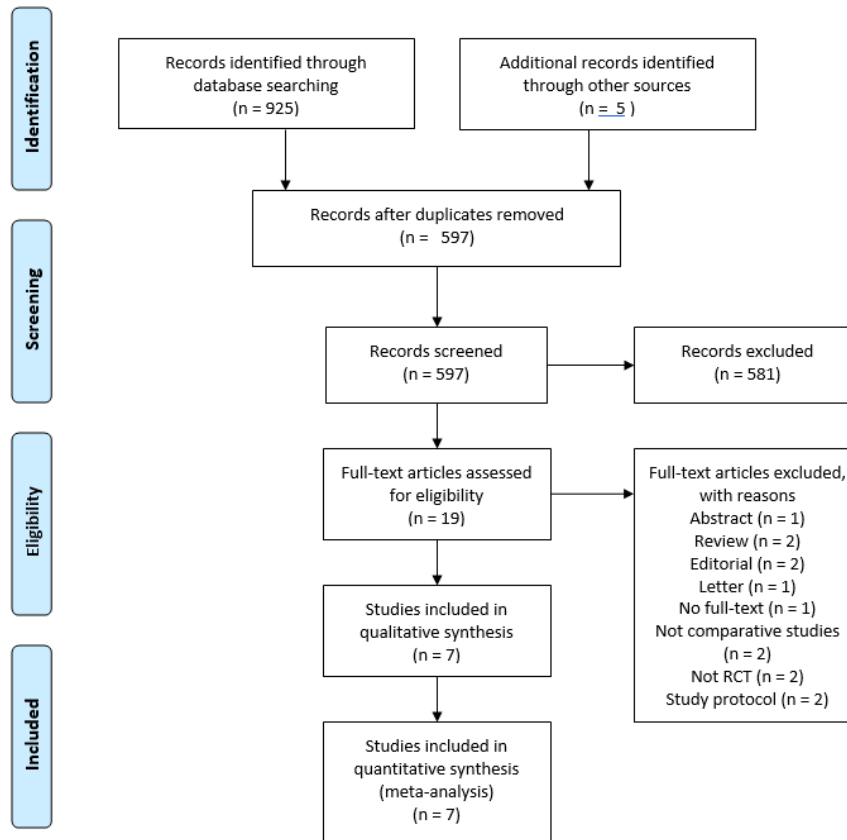 Identification
Records identified through
database searching
(n = 925)
Additional records identified
through other sources
(n = 5 )
Records after duplicates removed
(n = 597)
Screening
Records screened
(n = 597)
Records excluded
(n = 581)
Eligibility
Full-text articles assessed
for eligibility
(n = 19)
Full-text articles excluded,
with reasons
Abstract (n = 1)
Review (n = 2)
Editorial (n = 2)
Letter (n = 1)
No full-text (n = 1)
Not comparative studies
(n = 2)
Not RCT (n = 2)
Study protocol (n = 2)
Studies included in
qualitative synthesis
(n = 7)
Included
Studies included in
quantitative synthesis
(meta-analysis)
(n = 7)